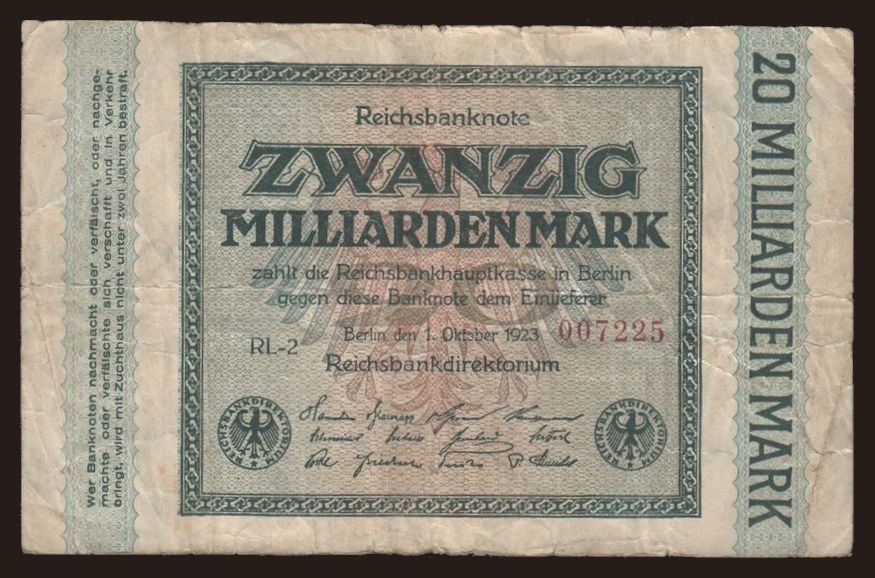 Wer Banknoten nachmacht oder verfälscht, oder nachge-
machte oder verfälschte sich verschafft und in Verkehr
bringt, wird mit Zuchthaus nicht unter zwei Jahren bestraft.
Reichsbanknote
ZWANZIG
MILLIARDEN MARK
zahlt die Reichsbankhauptkasse in Berlin
gegen diese Banknote dem Einlieferer
Berlin, den 1. Oktober 1923
007225
RL-2
Reichsbankdirektorium
REICHSBANKDIREKTORIUM
REICHSBANKDIREKTORIUM
20 MILLIARDEN MARK